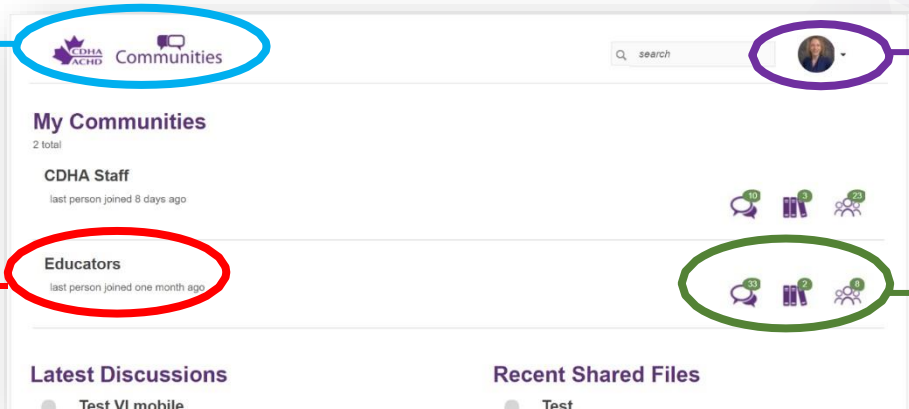 CDHA
ACHD
Communities
search
My Communities
2 total
CDHA Staff
last person joined 8 days ago
10
3
23
Educators
last person joined one month ago
33
2
8
Latest Discussions
Recent Shared Files
Test VI mobile
Test